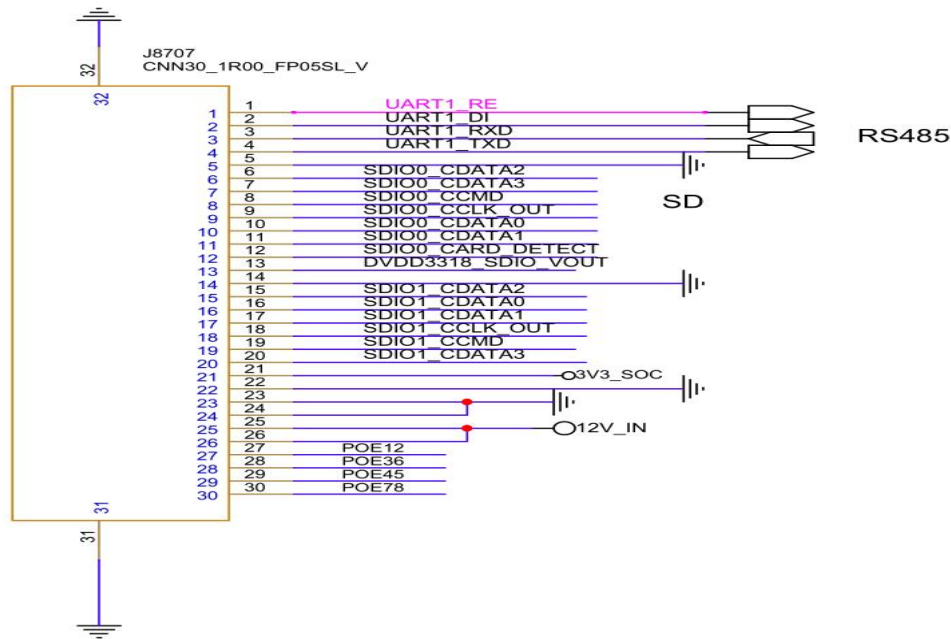 J8707
CNN30_1R00_FP05SL_V
32
32
1 1 UART1_RE
2 2 UART1_DI
3 3 UART1_RXD
4 4 UART1_TXD
RS485
5 5
6 6 SDIO0_CDATA2
7 7 SDIO0_CDATA3
SD
8 8 SDIO0_CCMD
9 9 SDIO0_CCLK_OUT
10 10 SDIO0_CDATA0
11 11 SDIO0_CDATA1
12 12 SDIO0_CARD_DETECT
13 13 DVDD3318_SDIO_VOUT
14 14
15 15 SDIO1_CDATA2
16 16 SDIO1_CDATA0
17 17 SDIO1_CDATA1
18 18 SDIO1_CCLK_OUT
19 19 SDIO1_CCMD
20 20 SDIO1_CDATA3
21 21 3V3_SOC
22 22
23 23
24 24
25 25 12V_IN
26 26
27 27 POE12
28 28 POE36
29 29 POE45
30 30 POE78
31
31